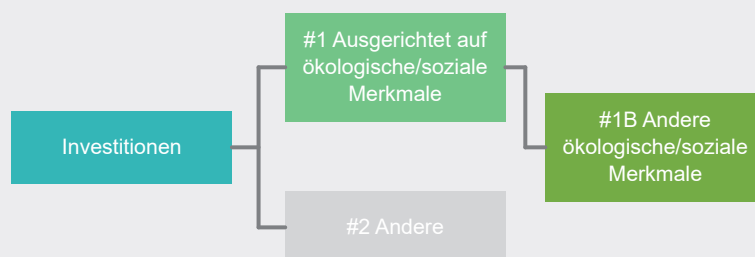 #1 Ausgerichtet auf
ökologische/soziale
Merkmale
Investitionen
#1B Andere
ökologische/soziale
Merkmale
#2 Andere